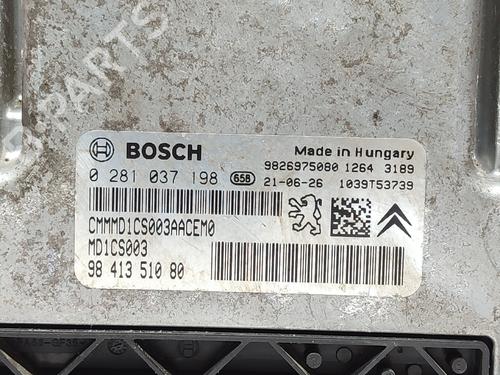 BOSCH
Made in Hungary
9826975080 1264 3189
0 281 037 198 658
21-06-26 1039T53739
CMMMD1CS003AACEM0
MD1CS003
98 413 510 80